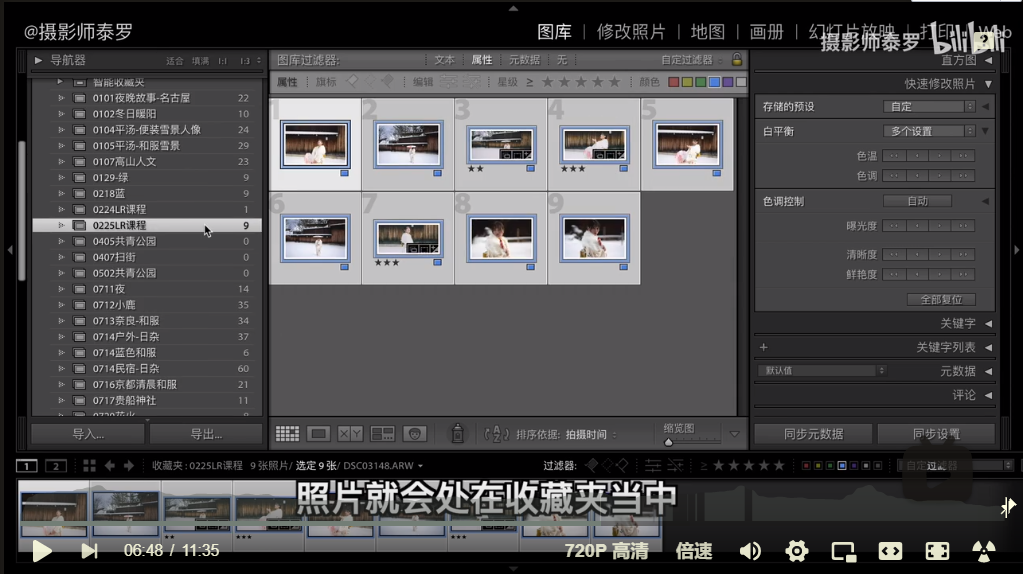 @摄影师泰罗
图库 | 修改照片 | 地图 | 画册 | 幻灯片放映 | 打印 | Web
摄影师泰罗 bilibili
导航器 适合 填满 1:1 1:3
智能收藏夹
0101夜晚故事-名古屋 22
0102冬日暖阳 10
0104平汤-便装雪景人像 24
0105平汤-和服雪景 29
0107高山人文 23
0129-绿 9
0218蓝 9
0224LR课程 1
0225LR课程 9
0405共青公园 0
0407扫街 0
0502共青公园 0
0711夜 14
0712小鹿 35
0713奈良-和服 34
0714户外-日杂 37
0714蓝色和服 6
0714民宿-日杂 60
0716京都清晨和服 21
0717贵船神社 11
导入... 导出...
图库过滤器: 文本 属性 元数据 无 自定过滤器
属性 旗标 编辑 星级 ≥ ★★★★★ 颜色
1 2 3 4 5
★★ ★★★
6 7 8 9
★★★
排序依据: 拍摄时间 缩览图
直方图
快速修改照片
存储的预设 自定
白平衡 多个设置
色温
色调
色调控制 自动
曝光度
清晰度
鲜艳度
全部复位
关键字
+ 关键字列表
默认值 元数据
评论
同步元数据 同步设置
1 2 收藏夹 : 0225LR课程 9 张照片/ 选定 9 张/ DSC03148.ARW 过滤器: ≥ ★★★★★ 自定过滤器
照片就会处在收藏夹当中
06:48 / 11:35 720P 高清 倍速